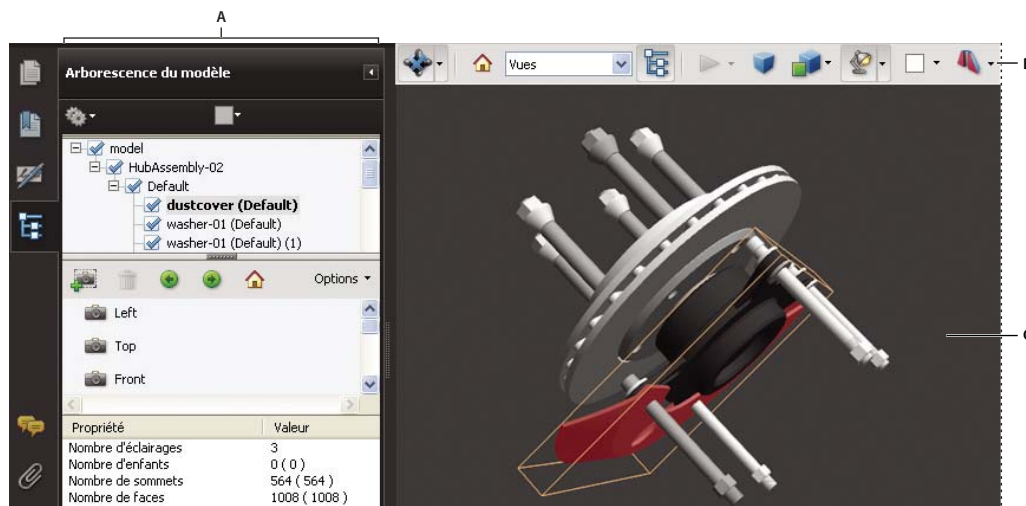 A
Arborescence du modèle
Vues
model
HubAssembly-02
Default
dustcover (Default)
washer-01 (Default)
washer-01 (Default) (1)
Options
Left
Top
Front
Propriété Valeur
Nombre d'éclairages 3
Nombre d'enfants 0 ( 0 )
Nombre de sommets 564 ( 564 )
Nombre de faces 1008 ( 1008 )